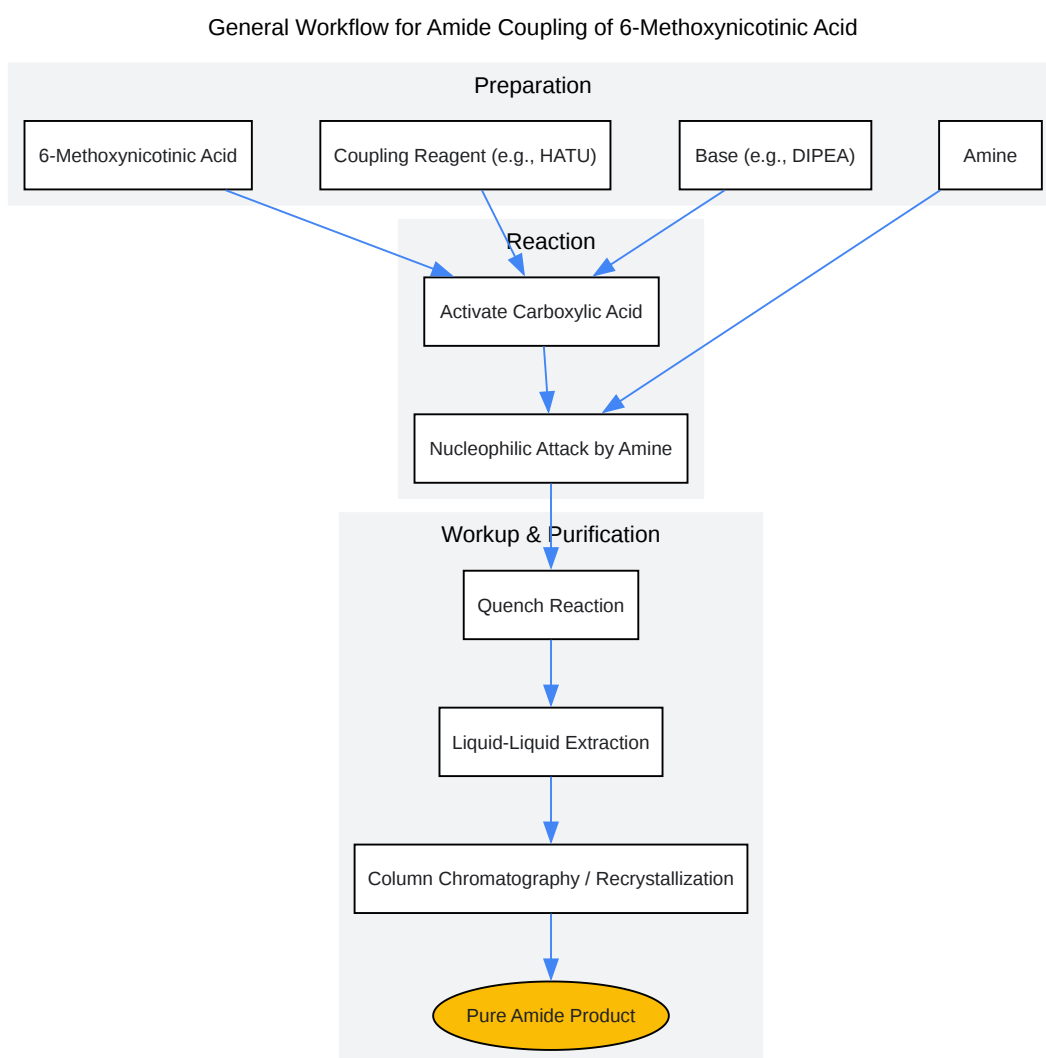 General Workflow for Amide Coupling of 6-Methoxynicotinic Acid
Preparation
6-Methoxynicotinic Acid
Coupling Reagent (e.g., HATU)
Base (e.g., DIPEA)
Amine
Reaction
Activate Carboxylic Acid
Nucleophilic Attack by Amine
Workup & Purification
Quench Reaction
Liquid-Liquid Extraction
Column Chromatography / Recrystallization
Pure Amide Product